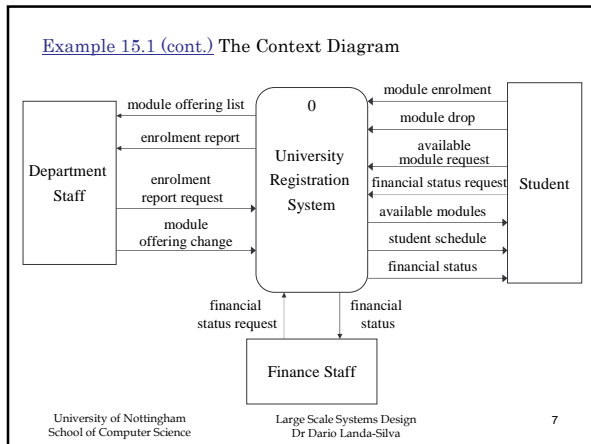 Example 15.1 (cont.) The Context Diagram
Department
Staff
module offering list
enrolment report
enrolment
report request
module
offering change
0
University
Registration
System
module enrolment
module drop
available
module request
financial status request
available modules
student schedule
financial status
Student
financial
status request
financial
status
Finance Staff
University of Nottingham
School of Computer Science
Large Scale Systems Design
Dr Dario Landa-Silva
7